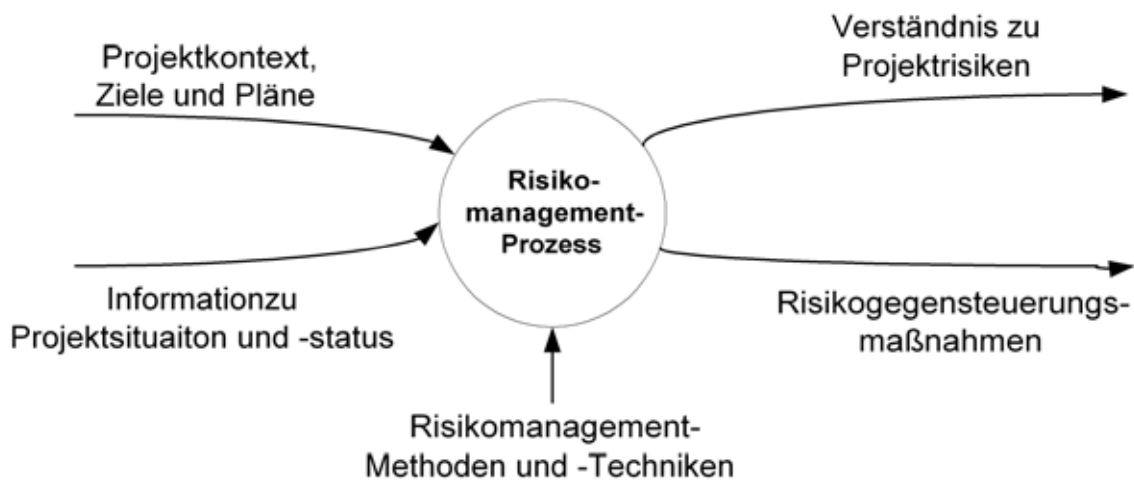 Projektkontext,
Ziele und Pläne
Verständnis zu
Projektrisiken
Risiko-
management-
Prozess
Informationzu
Projektsituaiton und -status
Risikogegensteuerungs-
maßnahmen
Risikomanagement-
Methoden und -Techniken